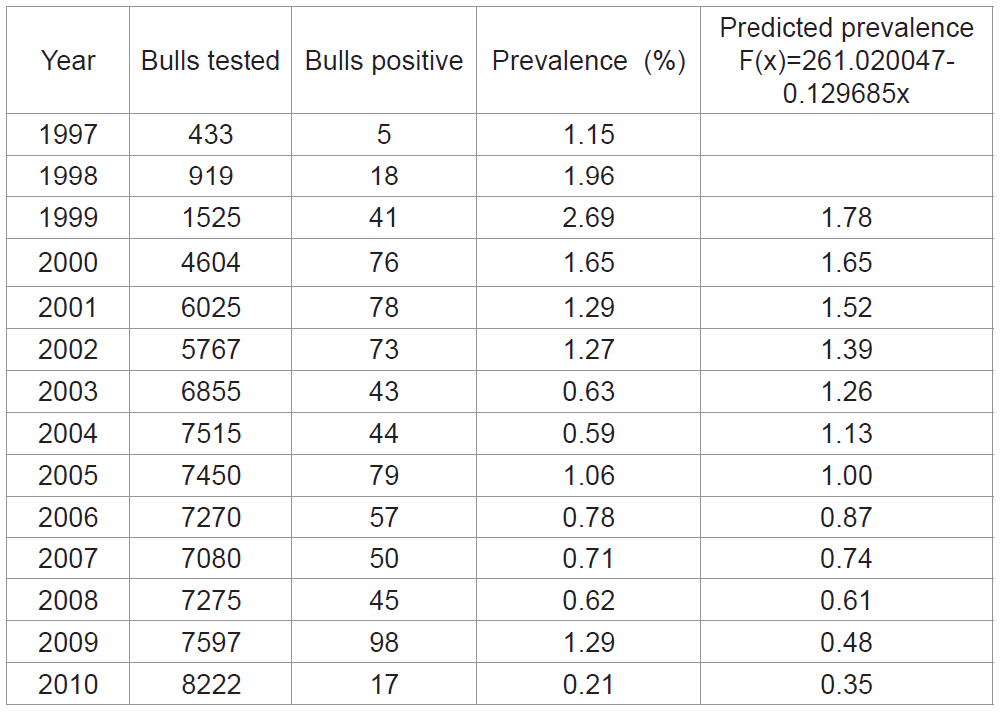 Year Bulls tested Bulls positive Prevalence (%) Predicted prevalence
F(x)=261.020047-
0.129685x
1997 433 5 1.15
1998 919 18 1.96
1999 1525 41 2.69 1.78
2000 4604 76 1.65 1.65
2001 6025 78 1.29 1.52
2002 5767 73 1.27 1.39
2003 6855 43 0.63 1.26
2004 7515 44 0.59 1.13
2005 7450 79 1.06 1.00
2006 7270 57 0.78 0.87
2007 7080 50 0.71 0.74
2008 7275 45 0.62 0.61
2009 7597 98 1.29 0.48
2010 8222 17 0.21 0.35